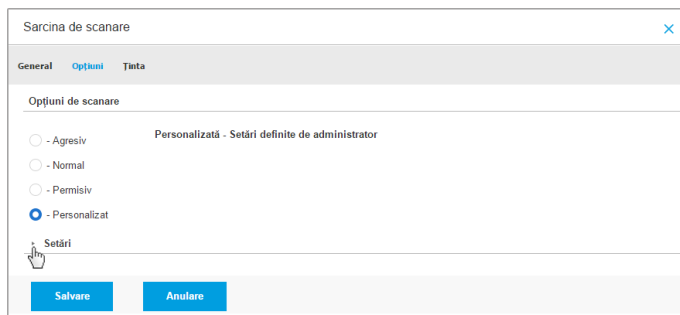 Sarcina de scanare
General Opțiuni Ținta
Opțiuni de scanare
Personalizată - Setări definite de administrator
- Agresiv
- Normal
- Permisiv
- Personalizat
Setări
Salvare Anulare